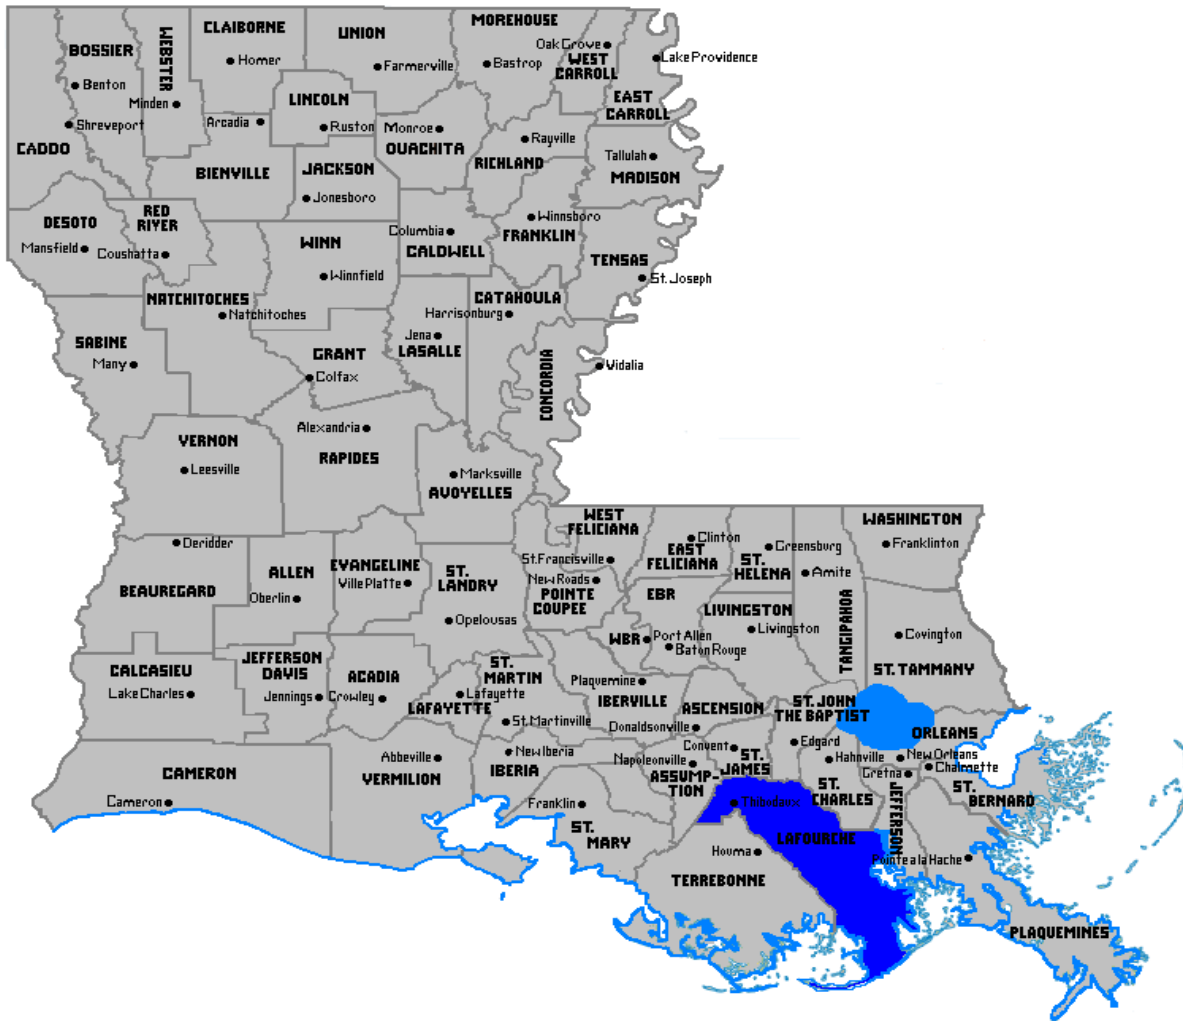 MOREHOUSE
CLAIBORNE
UNION
WEBSTER
BOSSIER
Oak Grove
WEST
CARROLL
Lake Providence
Homer
Farmerville
Bastrop
Benton
Minden
LINCOLN
EAST
CARROLL
Shreveport
Arcadia
Ruston
Monroe
OUACHITA
Rayville
CADDO
BIENVILLE
JACKSON
RICHLAND
Tallulah
MADISON
Jonesboro
RED
RIVER
DESOTO
Winnsboro
FRANKLIN
Columbia
CALDWELL
WINN
Mansfield
Coushatta
TENSAS
Winnfield
St. Joseph
NATCHITOCHES
Natchitoches
CATAHOULA
Harrisonburg
SABINE
Many
GRANT
Colfax
Jena
LASALLE
CONCORDIA
Vidalia
VERNON
Leesville
Alexandria
RAPIDES
Marksville
AVOYELLES
WEST
FELICIANA
WASHINGTON
Franklinton
Deridder
Clinton
EAST
FELICIANA
Greensburg
ST.
HELENA
St. Francisville
Amite
BEAUREGARD
ALLEN
Oberlin
EVANGELINE
Ville Platte
ST.
LANDRY
Opelousas
New Roads
POINTE
COUPEE
EBR
LIVINGSTON
Livingston
TANGIPAHOA
Covington
ST. TAMMANY
WBR
Port Allen
Baton Rouge
CALCASIEU
Lake Charles
JEFFERSON
DAVIS
Jennings
ACADIA
Crowley
Lafayette
LAFAYETTE
ST.
MARTIN
St. Martinville
Plaquemine
IBERVILLE
ASCENSION
Donaldsonville
ST. JOHN
THE BAPTIST
Edgard
ORLEANS
New Orleans
Hahnville
Convent
ST.
JAMES
Napoleonville
ASSUMP-
TION
Abbeville
VERMILION
New Iberia
IBERIA
CAMERON
Cameron
Gretna
Chalmette
ST.
BERNARD
ST.
CHARLES
JEFFERSON
Franklin
ST.
MARY
Thibodaux
LAFOURCHE
Houma
TERREBONNE
Pointe a la Hache
PLAQUEMINES